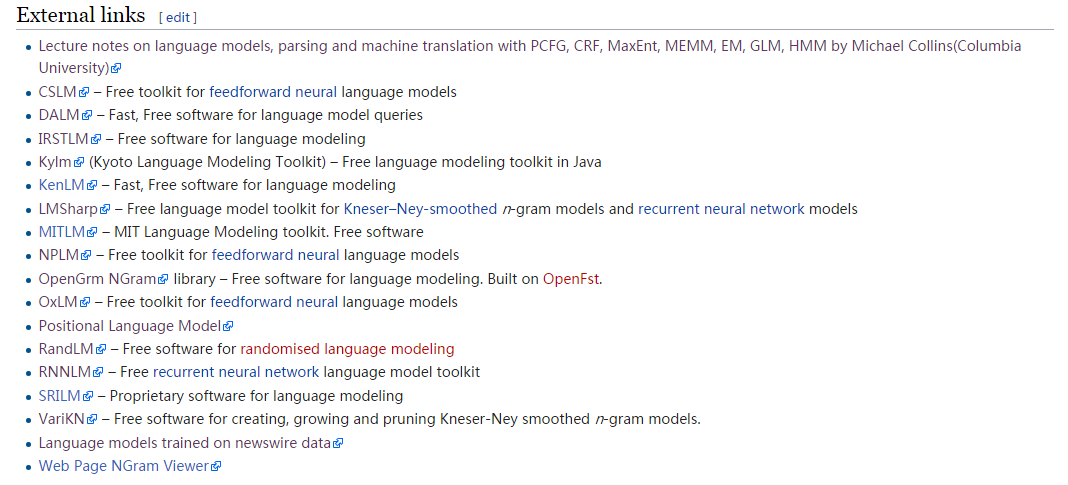 External links [ edit ]
Lecture notes on language models, parsing and machine translation with PCFG, CRF, MaxEnt, MEMM, EM, GLM, HMM by Michael Collins(Columbia
University)
CSLM – Free toolkit for feedforward neural language models
DALM – Fast, Free software for language model queries
IRSTLM – Free software for language modeling
Kylm (Kyoto Language Modeling Toolkit) – Free language modeling toolkit in Java
KenLM – Fast, Free software for language modeling
LMSharp – Free language model toolkit for Kneser–Ney-smoothed n-gram models and recurrent neural network models
MITLM – MIT Language Modeling toolkit. Free software
NPLM – Free toolkit for feedforward neural language models
OpenGrm NGram library – Free software for language modeling. Built on OpenFst.
OxLM – Free toolkit for feedforward neural language models
Positional Language Model
RandLM – Free software for randomised language modeling
RNNLM – Free recurrent neural network language model toolkit
SRILM – Proprietary software for language modeling
VariKN – Free software for creating, growing and pruning Kneser-Ney smoothed n-gram models.
Language models trained on newswire data
Web Page NGram Viewer